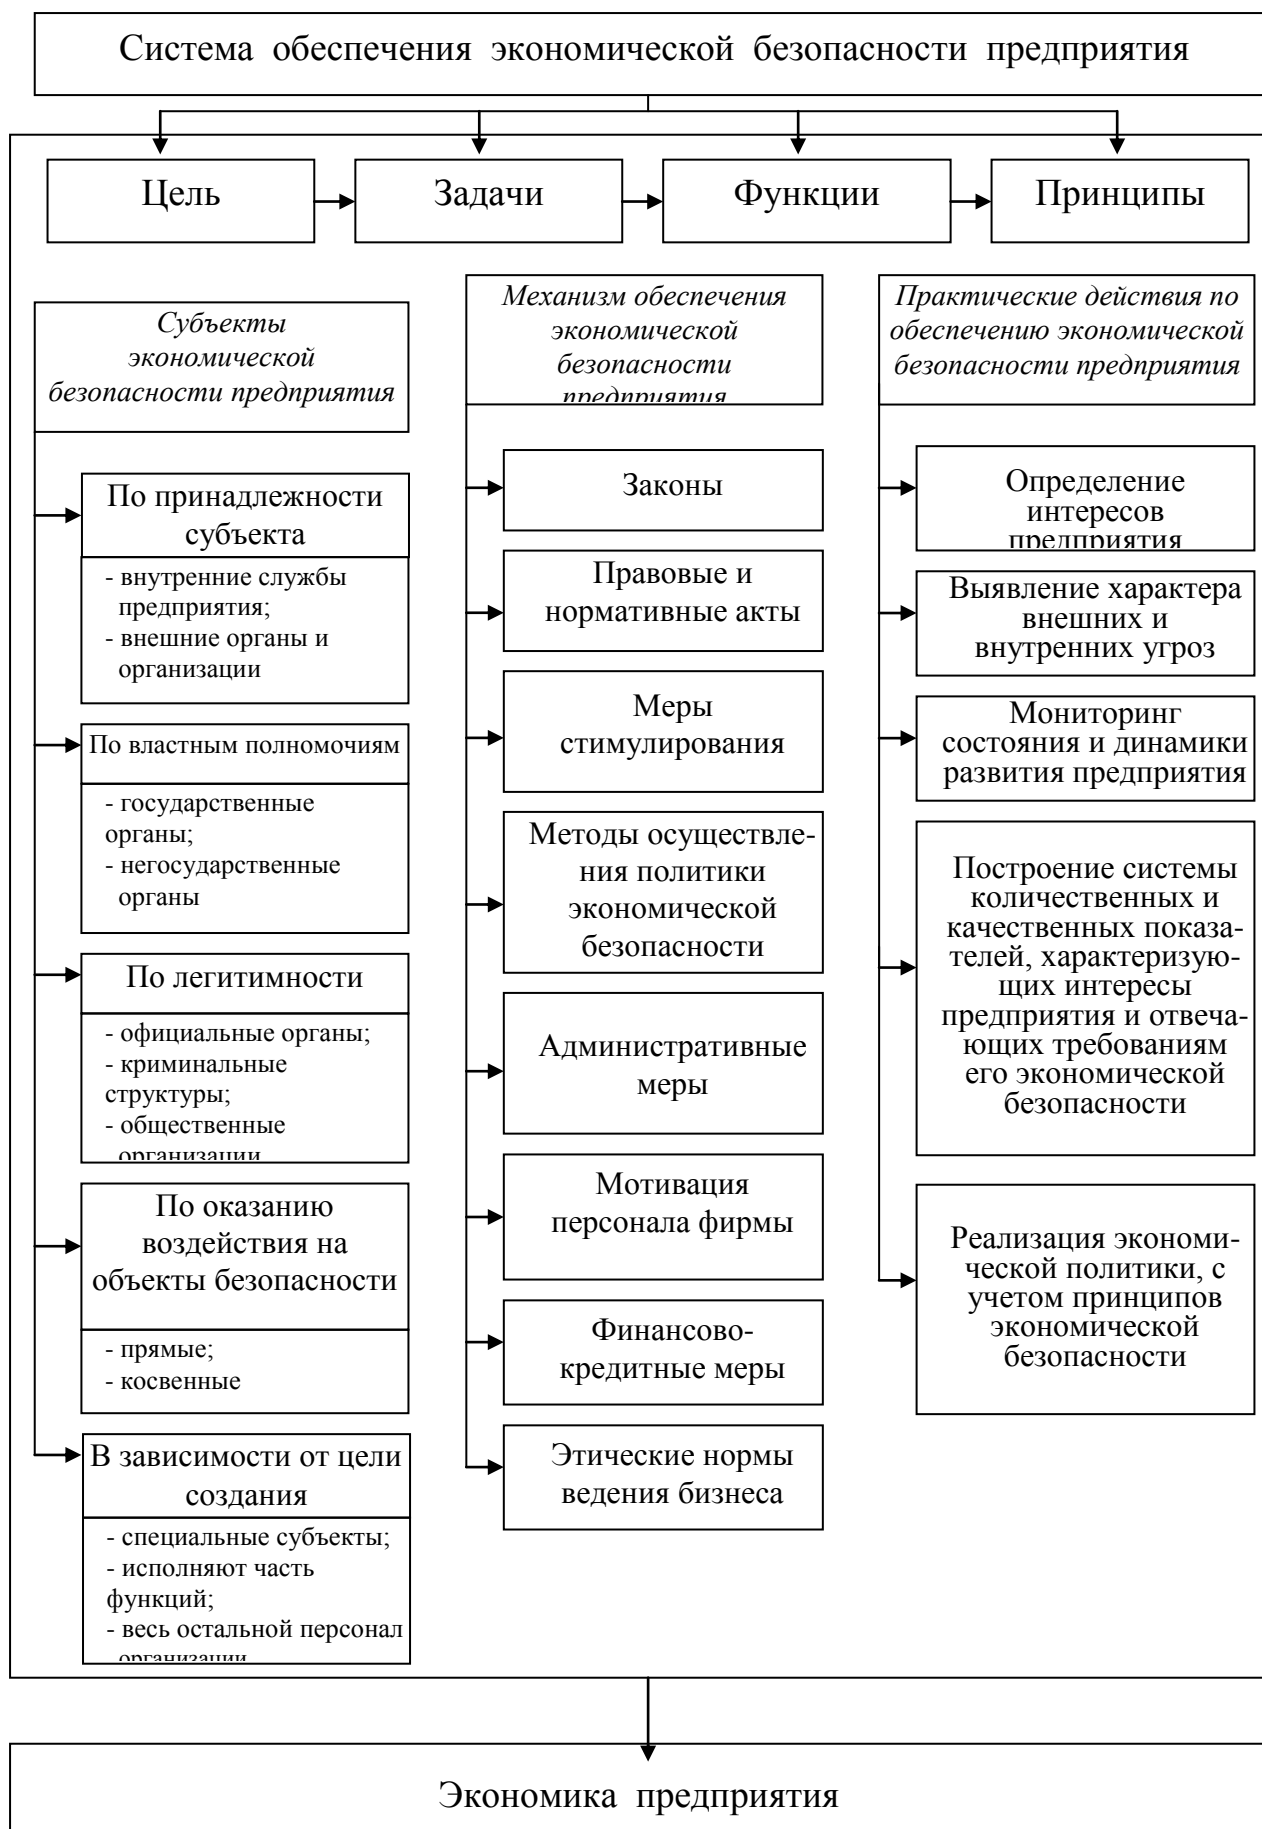 Система обеспечения экономической безопасности предприятия
Цель
Задачи
Функции
Принципы
Субъекты
экономической
безопасности предприятия
По принадлежности
субъекта
- внутренние службы
предприятия;
- внешние органы и
организации
По властным полномочиям
- государственные
органы;
- негосударственные
органы
По легитимности
- официальные органы;
- криминальные
структуры;
- общественные
организации
По оказанию
воздействия на
объекты безопасности
- прямые;
- косвенные
В зависимости от цели
создания
- специальные субъекты;
- исполняют часть
функций;
- весь остальной персонал
организации
Механизм обеспечения
экономической
безопасности
предприятия
Законы
Правовые и
нормативные акты
Меры
стимулирования
Методы осуществле-
ния политики
экономической
безопасности
Административные
меры
Мотивация
персонала фирмы
Финансово-
кредитные меры
Этические нормы
ведения бизнеса
Практические действия по
обеспечению экономической
безопасности предприятия
Определение
интересов
предприятия
Выявление характера
внешних и
внутренних угроз
Мониторинг
состояния и динамики
развития предприятия
Построение системы
количественных и
качественных показа-
телей, характеризую-
щих интересы
предприятия и отвеча-
ющих требованиям
его экономической
безопасности
Реализация экономи-
ческой политики, с
учетом принципов
экономической
безопасности
Экономика предприятия